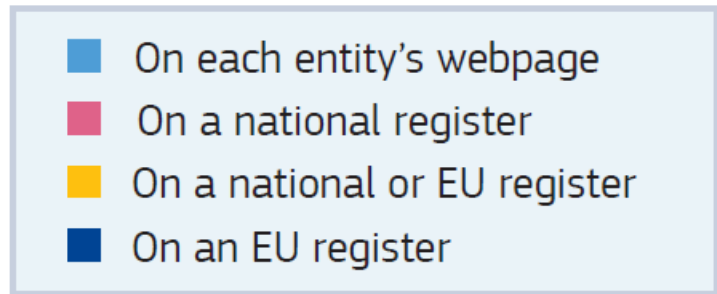 On each entity's webpage
On a national register
On a national or EU register
On an EU register